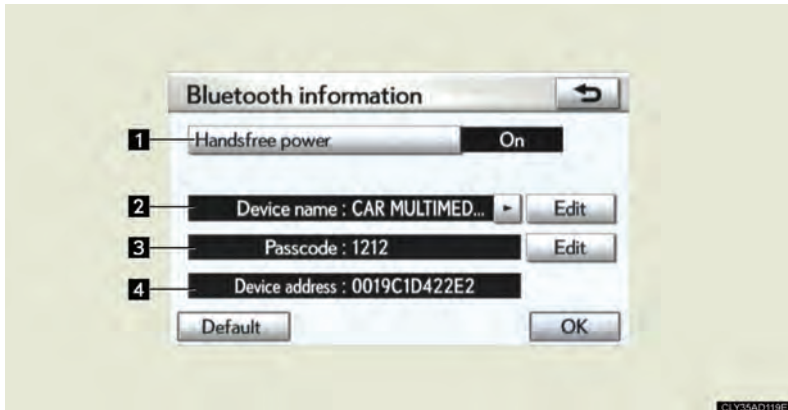 Bluetooth information
1 Handsfree power On
2 Device name : CAR MULTIMED... Edit
3 Passcode : 1212 Edit
4 Device address : 0019C1D422E2
Default OK
CLY35AD119E